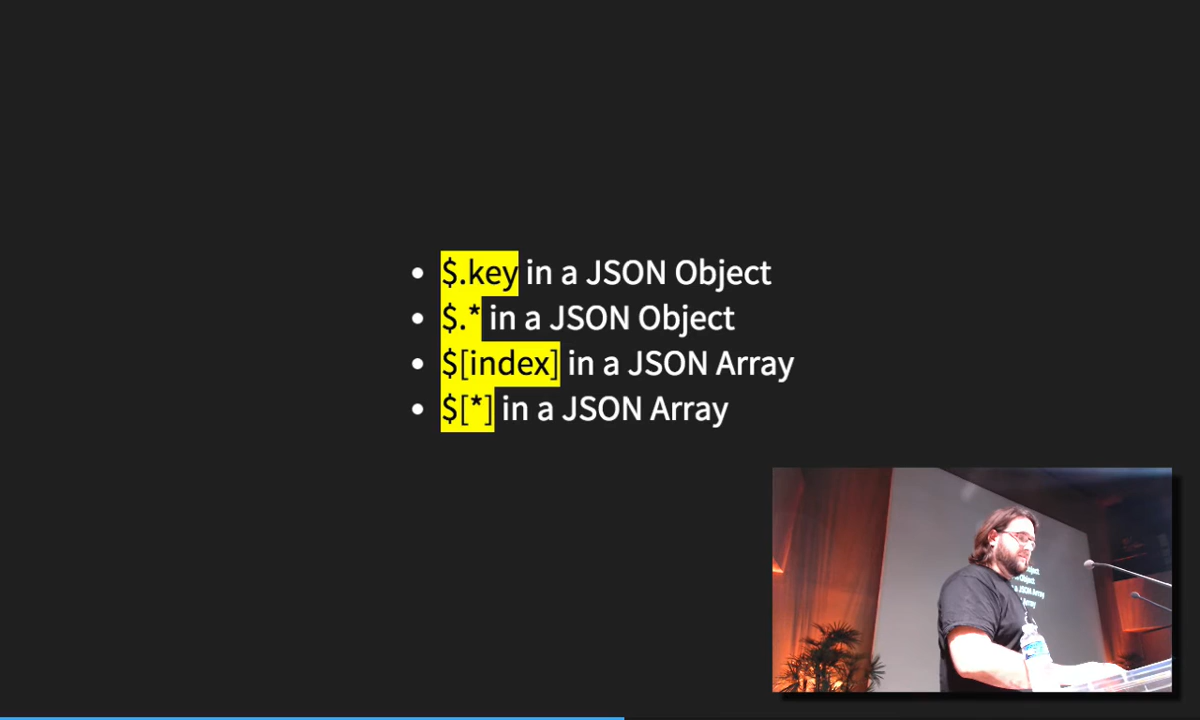 $.key in a JSON Object
$.* in a JSON Object
$[index] in a JSON Array
$[*] in a JSON Array